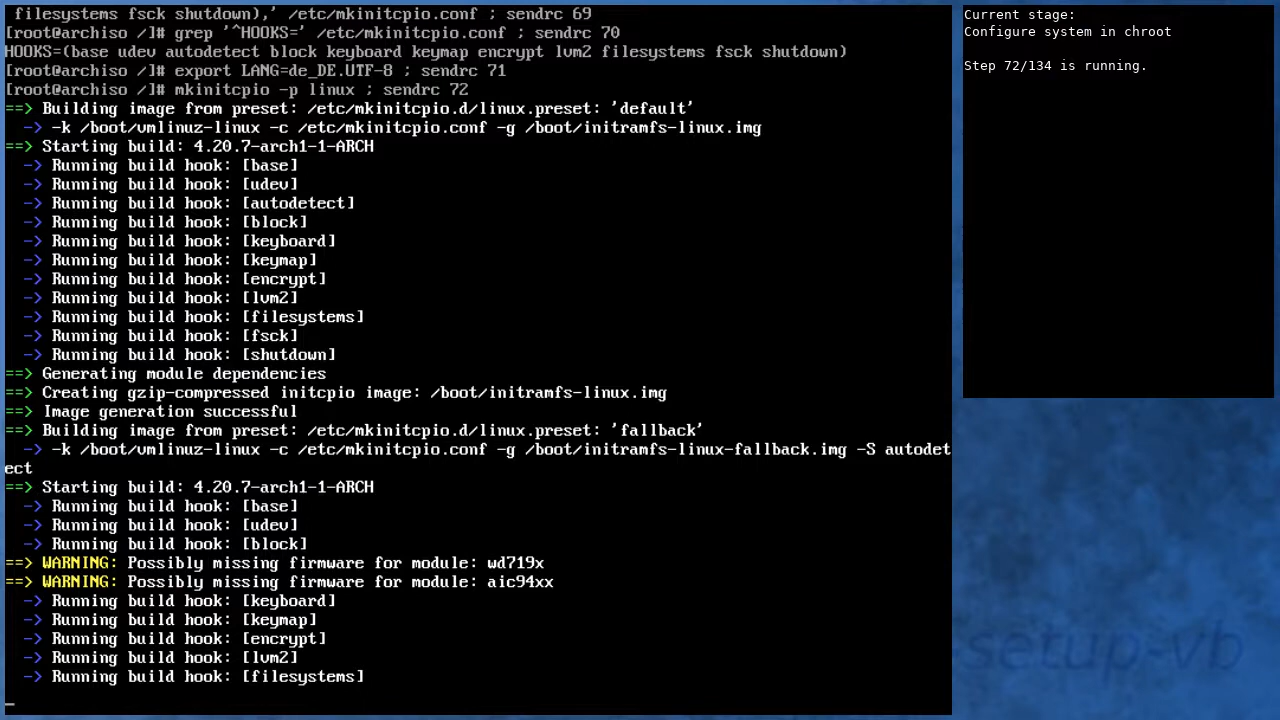 filesystems fsck shutdown),' /etc/mkinitcpio.conf ; sendrc 69
[root@archiso /]# grep '^HOOKS=' /etc/mkinitcpio.conf ; sendrc 70
HOOKS=(base udev autodetect block keyboard keymap encrypt lvm2 filesystems fsck shutdown)
[root@archiso /]# export LANG=de_DE.UTF-8 ; sendrc 71
[root@archiso /]# mkinitcpio -p linux ; sendrc 72
==> Building image from preset: /etc/mkinitcpio.d/linux.preset: 'default'
-> -k /boot/vmlinuz-linux -c /etc/mkinitcpio.conf -g /boot/initramfs-linux.img
==> Starting build: 4.20.7-arch1-1-ARCH
-> Running build hook: [base]
-> Running build hook: [udev]
-> Running build hook: [autodetect]
-> Running build hook: [block]
-> Running build hook: [keyboard]
-> Running build hook: [keymap]
-> Running build hook: [encrypt]
-> Running build hook: [lvm2]
-> Running build hook: [filesystems]
-> Running build hook: [fsck]
-> Running build hook: [shutdown]
==> Generating module dependencies
==> Creating gzip-compressed initcpio image: /boot/initramfs-linux.img
==> Image generation successful
==> Building image from preset: /etc/mkinitcpio.d/linux.preset: 'fallback'
-> -k /boot/vmlinuz-linux -c /etc/mkinitcpio.conf -g /boot/initramfs-linux-fallback.img -S autodet
ect
==> Starting build: 4.20.7-arch1-1-ARCH
-> Running build hook: [base]
-> Running build hook: [udev]
-> Running build hook: [block]
==> WARNING: Possibly missing firmware for module: wd719x
==> WARNING: Possibly missing firmware for module: aic94xx
-> Running build hook: [keyboard]
-> Running build hook: [keymap]
-> Running build hook: [encrypt]
-> Running build hook: [lvm2]
-> Running build hook: [filesystems]
_
Current stage:
Configure system in chroot
Step 72/134 is running.
setup-vb